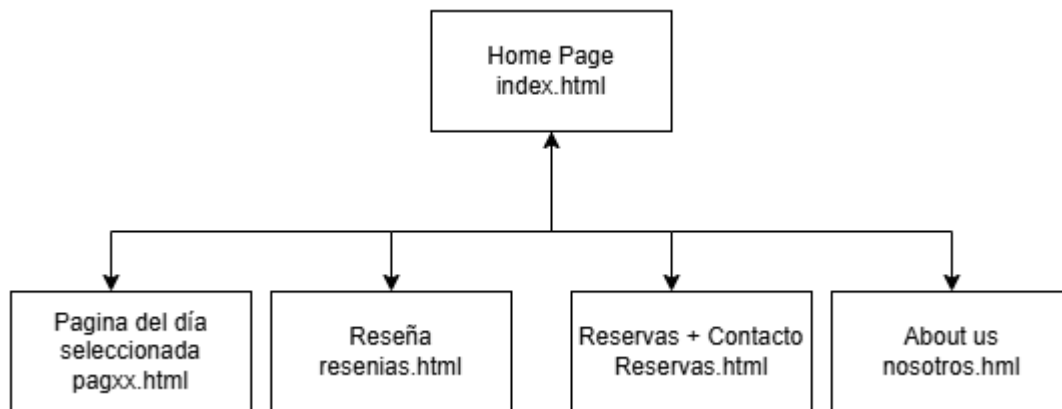 Home Page
index.html
Pagina del día
seleccionada
pagxx.html
Reseña
resenias.html
Reservas + Contacto
Reservas.html
About us
nosotros.hml